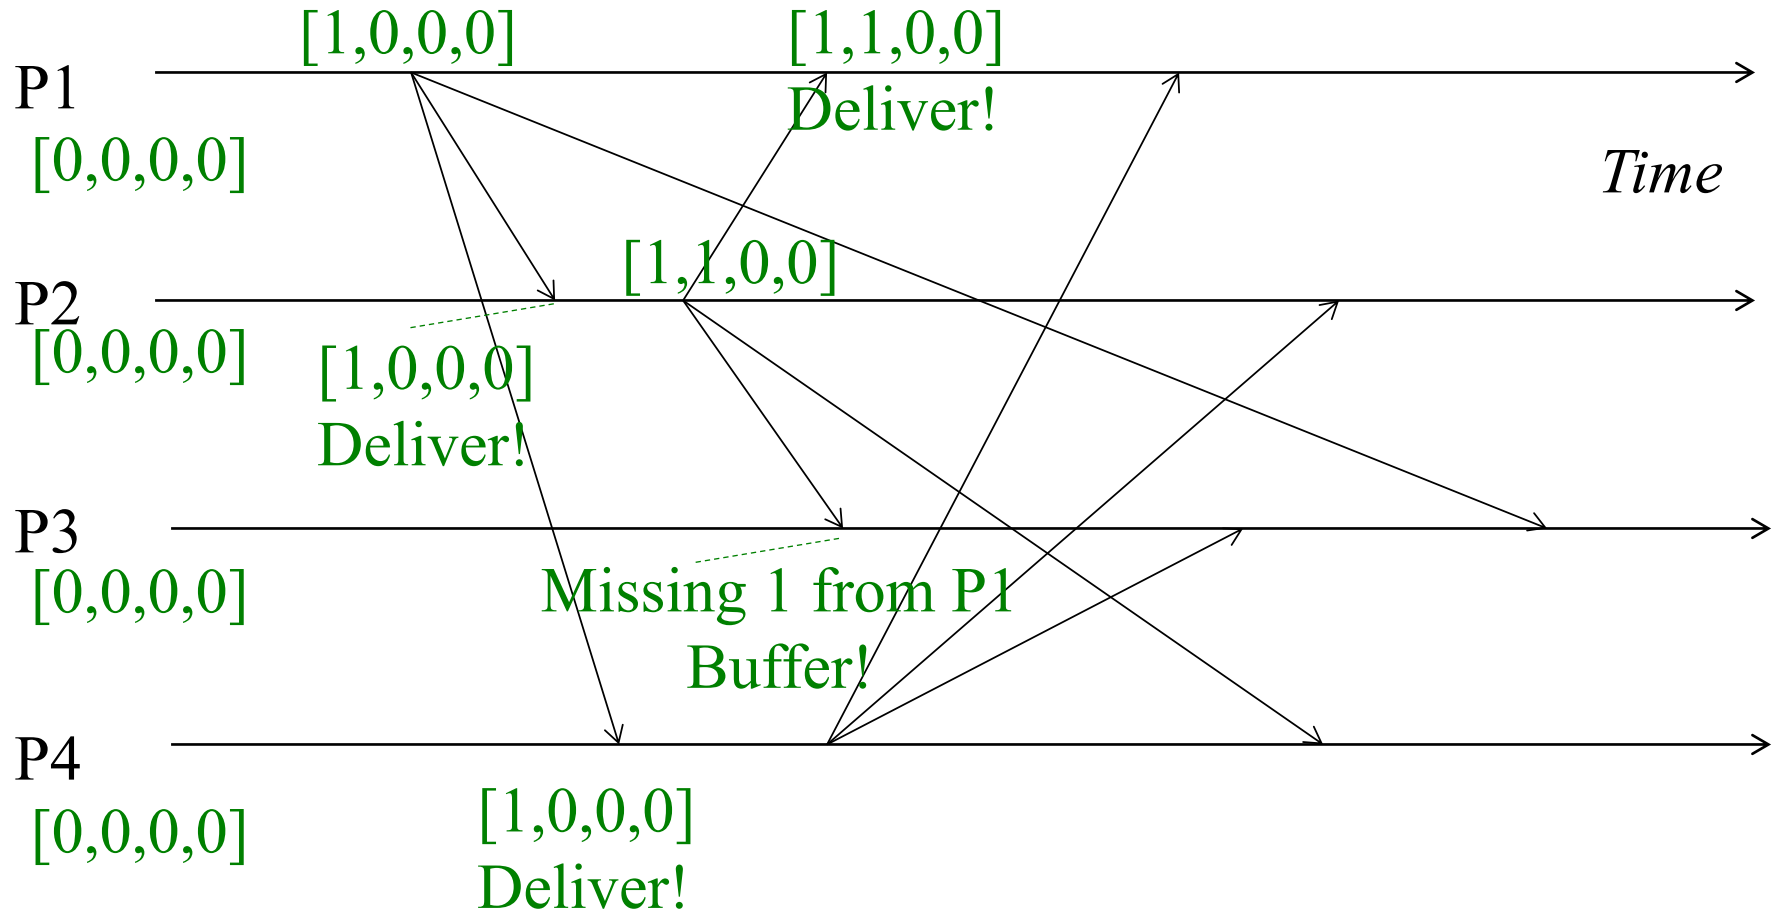 [1,0,0,0]
[1,1,0,0]
P1
Deliver!
[0,0,0,0]
Time
[1,1,0,0]
P2
[0,0,0,0]
[1,0,0,0]
Deliver!
P3
[0,0,0,0]
Missing 1 from P1
Buffer!
P4
[0,0,0,0]
[1,0,0,0]
Deliver!